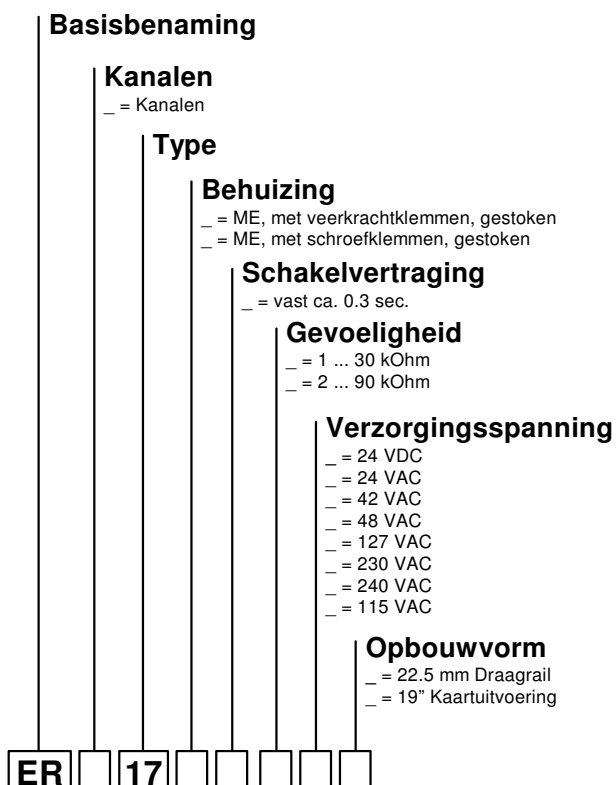 Basisbenaming
Kanalen
_ = Kanalen
Type
Behuizing
_ = ME, met veerkrachtklemmen, gestoken
_ = ME, met schroefklemmen, gestoken
Schakelvertraging
_ = vast ca. 0.3 sec.
Gevoeligheid
_ = 1 ... 30 kOhm
_ = 2 ... 90 kOhm
Verzorgingsspanning
_ = 24 VDC
_ = 24 VAC
_ = 42 VAC
_ = 48 VAC
_ = 127 VAC
_ = 230 VAC
_ = 240 VAC
_ = 115 VAC
Opbouwvorm
_ = 22.5 mm Draagrail
_ = 19” Kaartuitvoering
ER 17